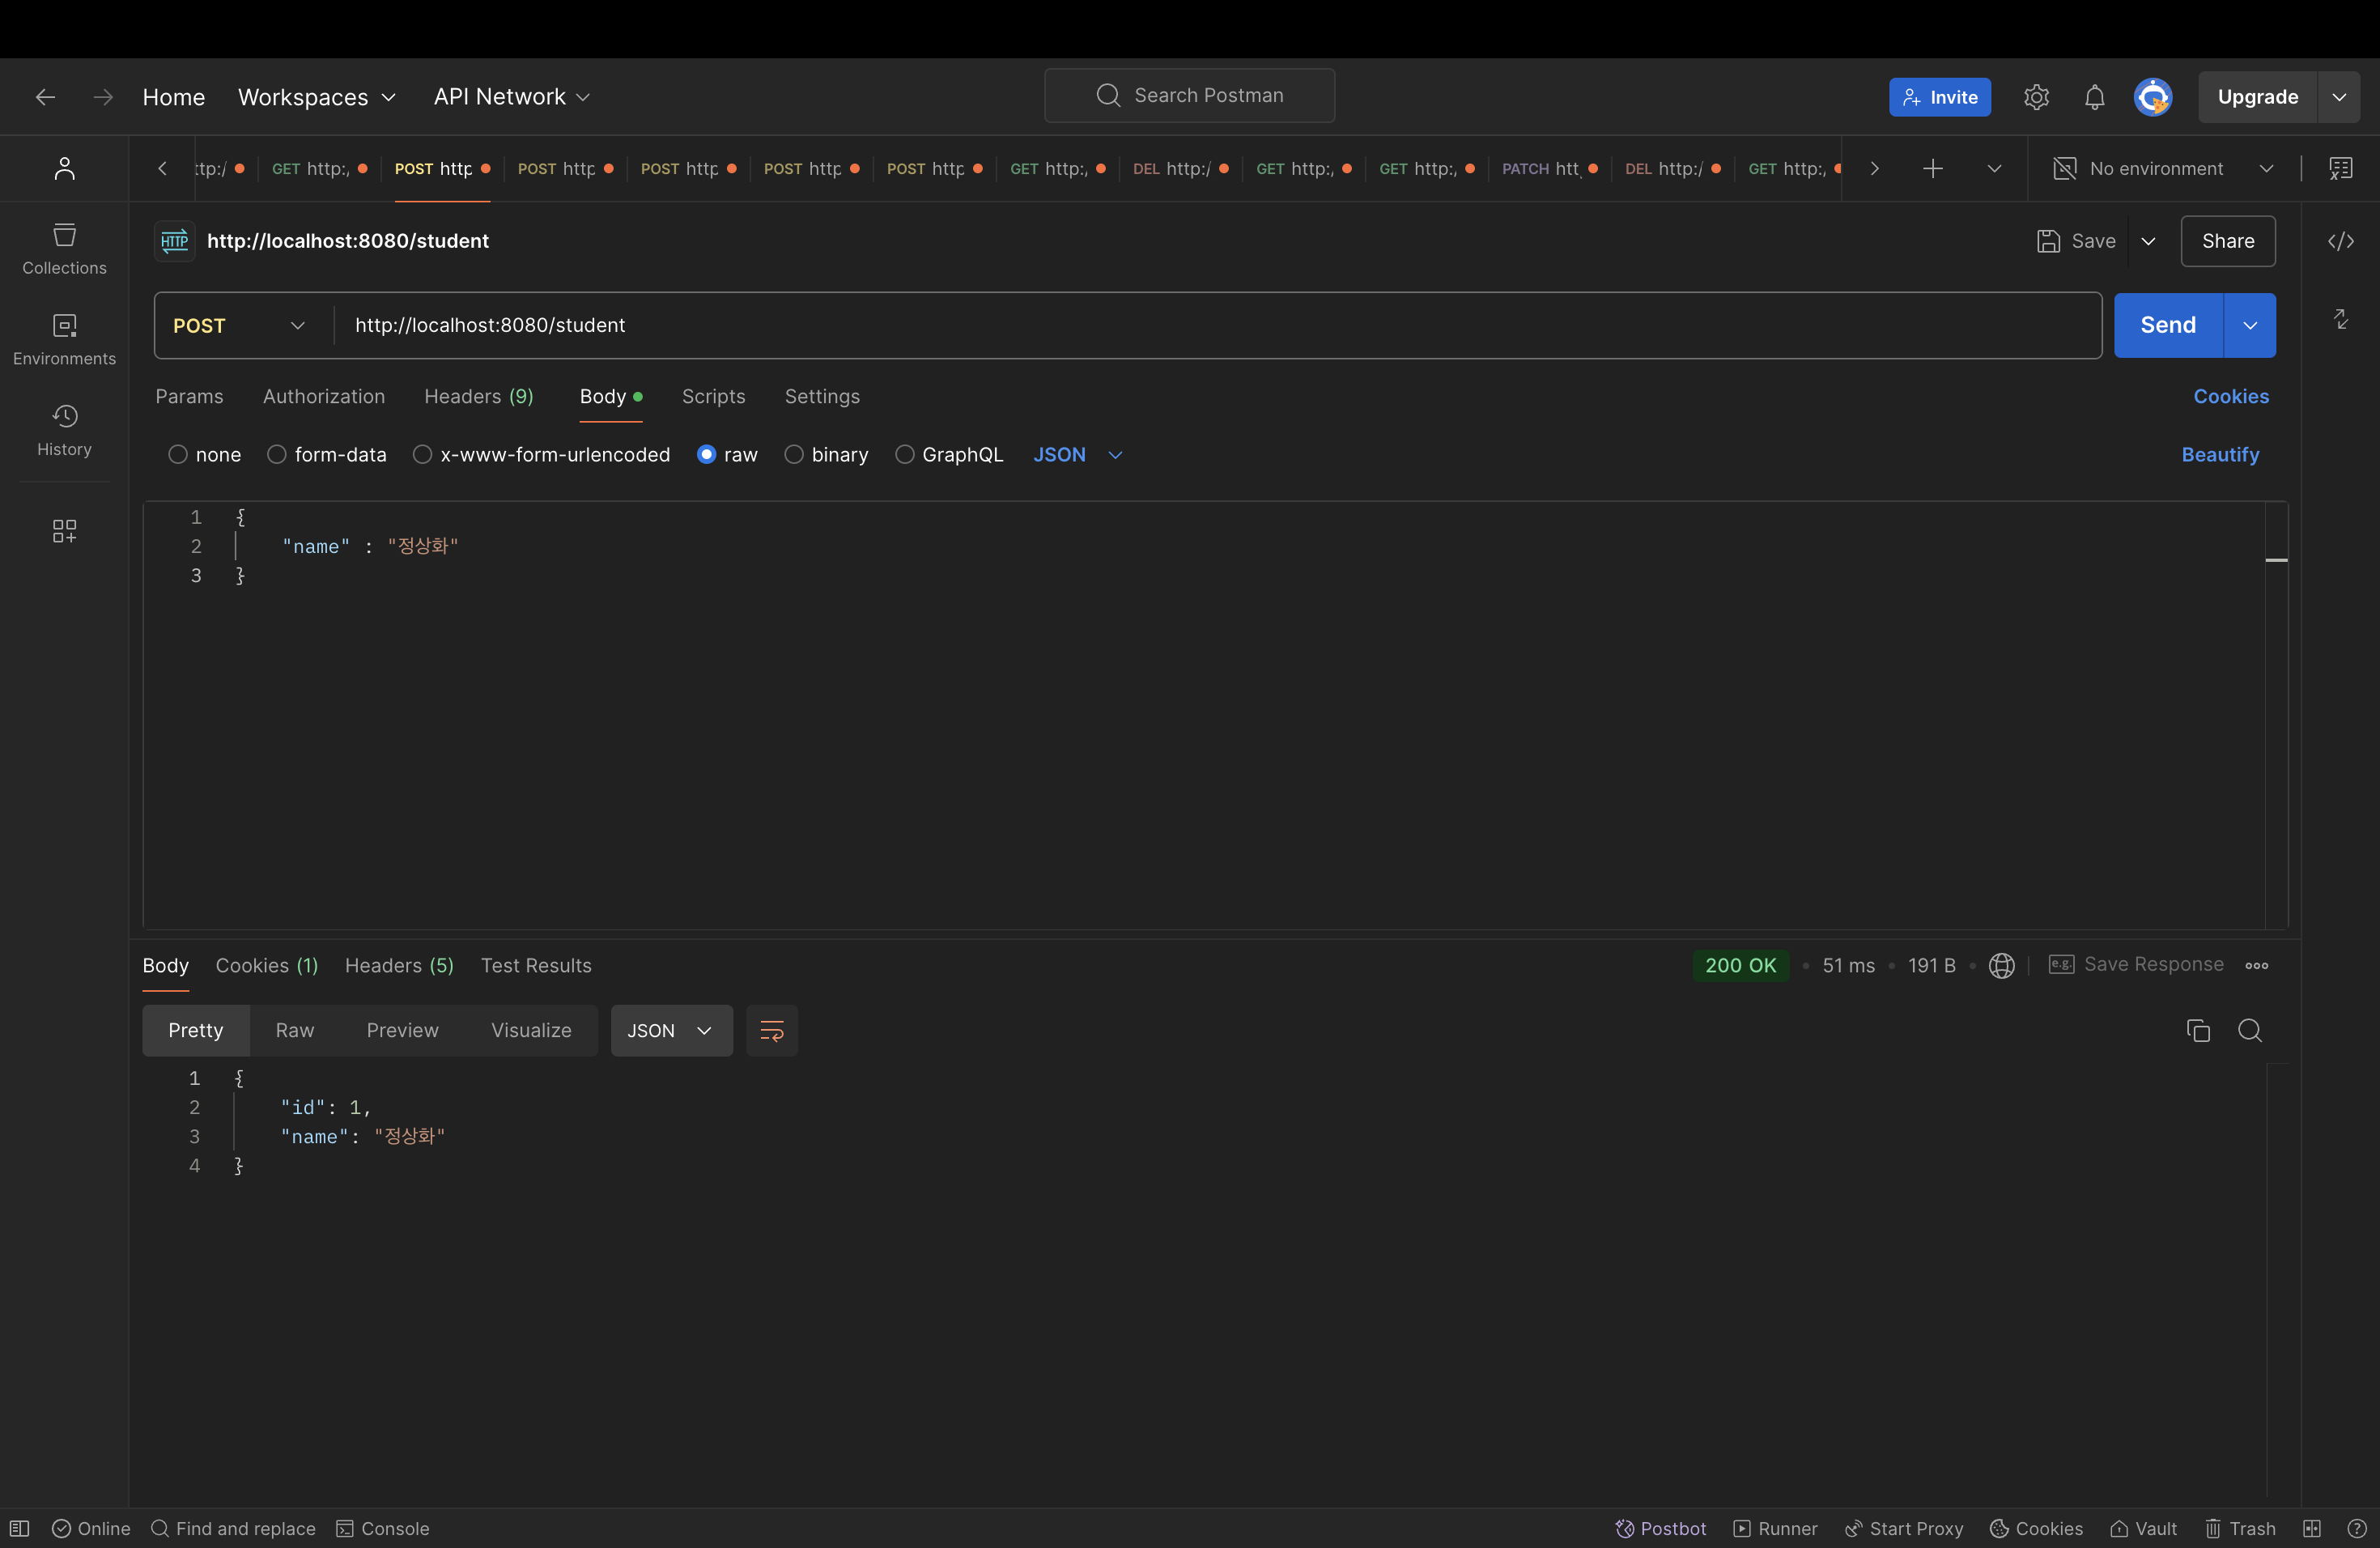 Home Workspaces API Network Search Postman Invite Upgrade
ttp:/ GET http:, POST http POST http POST http POST http POST http GET http:, DEL http:/ GET http:, GET http:, PATCH htt DEL http:/ GET http:, No environment
HTTP http://localhost:8080/student Save Share
Collections
Environments
History
POST http://localhost:8080/student Send
Params Authorization Headers (9) Body Scripts Settings Cookies
none form-data x-www-form-urlencoded raw binary GraphQL JSON Beautify
1 {
2 "name" : "정상화"
3 }
Body Cookies (1) Headers (5) Test Results 200 OK 51 ms 191 B e.g. Save Response
Pretty Raw Preview Visualize JSON
1 {
2 "id": 1,
3 "name": "정상화"
4 }
Online Find and replace Console Postbot Runner Start Proxy Cookies Vault Trash